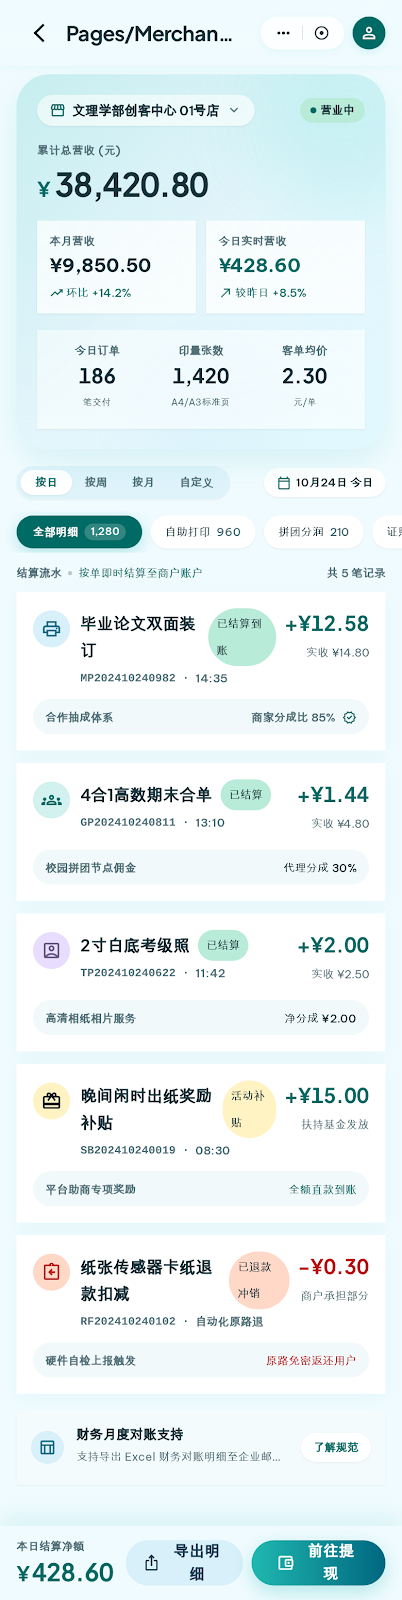 Pages/Merchan...
文理学部创客中心 01号店
营业中
累计总营收 (元)
¥ 38,420.80
本月营收
¥9,850.50
环比 +14.2%
今日实时营收
¥428.60
较昨日 +8.5%
今日订单
186
笔交付
印量张数
1,420
A4/A3标准页
客单均价
2.30
元/单
按日 按周 按月 自定义
10月24日 今日
全部明细 1,280
自助打印 960
拼团分润 210
结算流水 • 按单即时结算至商户账户
共 5 笔记录
毕业论文双面装
订
已结算到
账
+¥12.58
实收 ¥14.80
MP202410240982 · 14:35
合作抽成体系
商家分成比 85%
4合1高数期末合单
已结算
+¥1.44
GP202410240811 · 13:10
实收 ¥4.80
校园拼团节点佣金
代理分成 30%
2寸白底考级照
已结算
+¥2.00
TP202410240622 · 11:42
实收 ¥2.50
高清相纸相片服务
净分成 ¥2.00
晚间闲时出纸奖励
补贴
活动补
贴
+¥15.00
扶持基金发放
SB202410240019 · 08:30
平台助商专项奖励
全额直款到账
纸张传感器卡纸退
款扣减
已退款
冲销
-¥0.30
商户承担部分
RF202410240102 · 自动化原路退
硬件自检上报触发
原路免密返还用户
财务月度对账支持
支持导出 Excel 财务对账明细至企业邮...
了解规范
本日结算净额
¥428.60
导出明
细
前往提
现